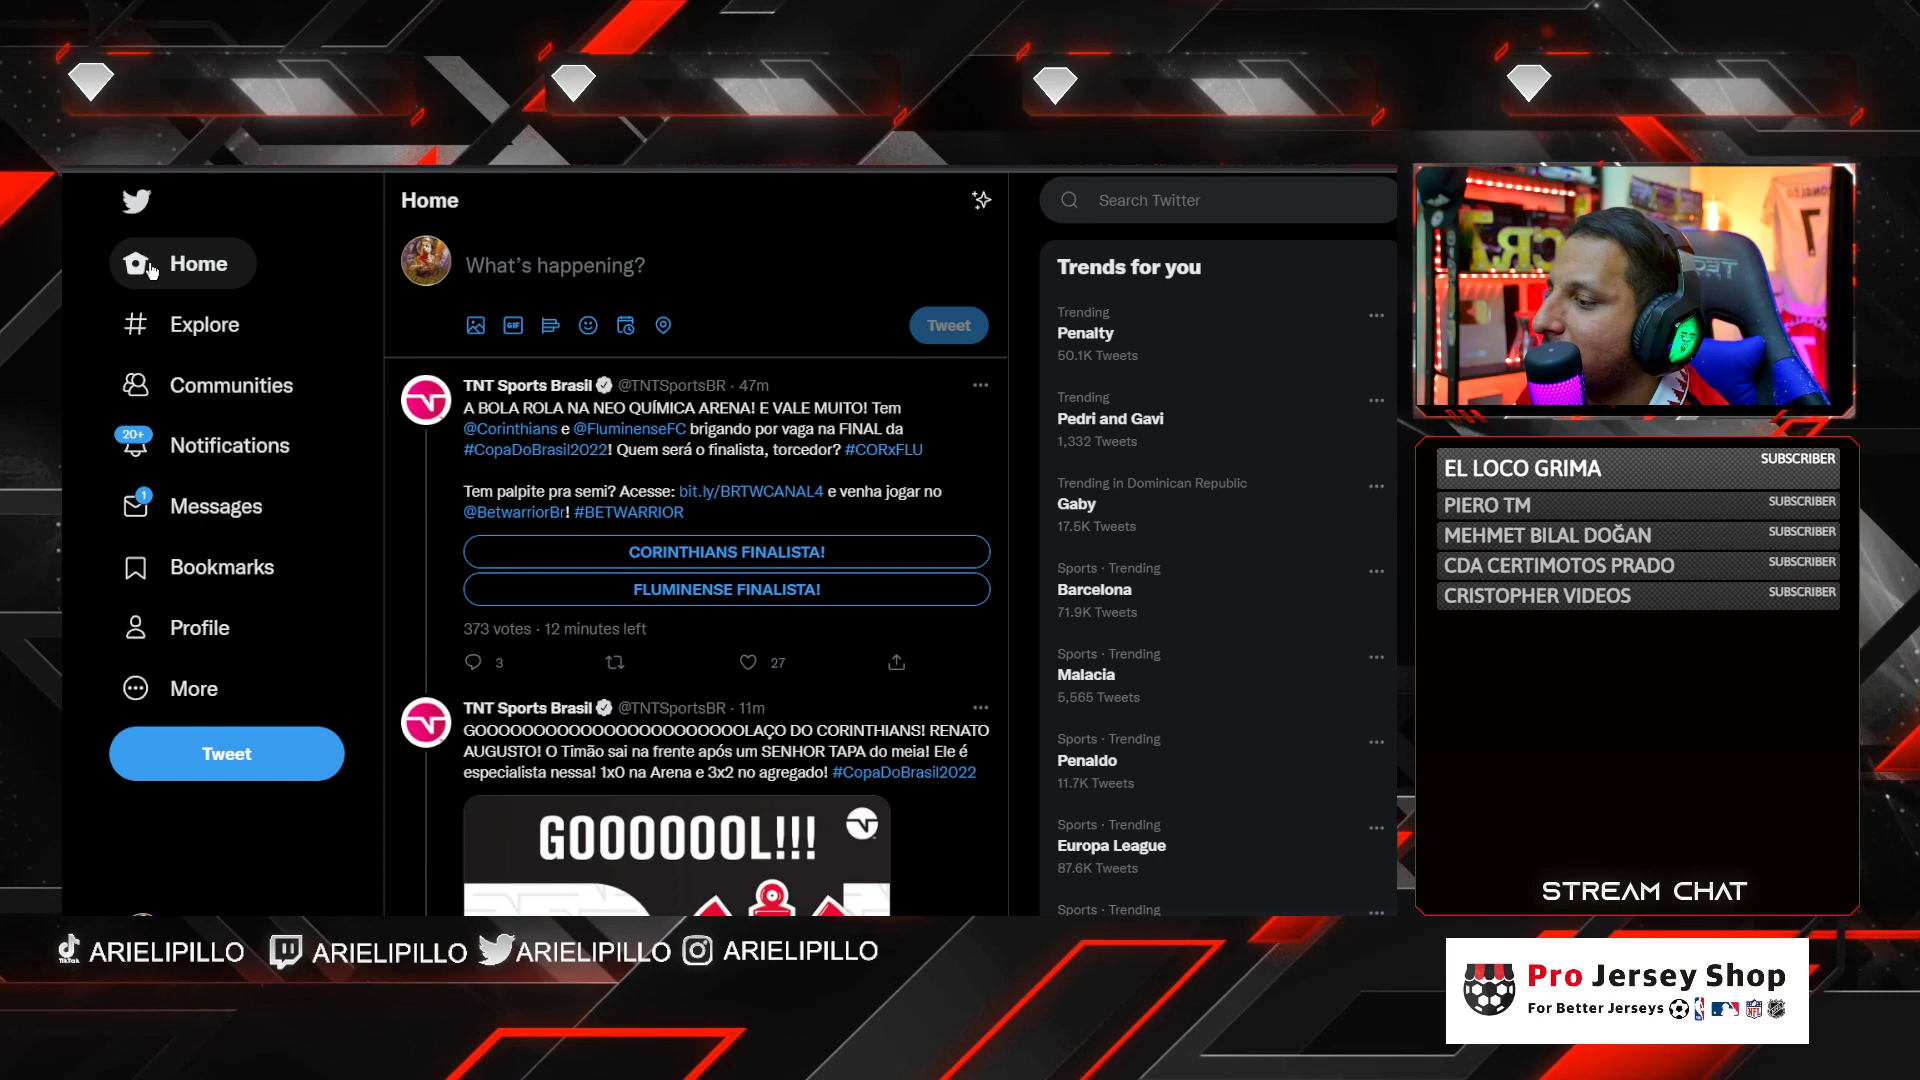 Home
Explore
Communities
20+
Notifications
1
Messages
Bookmarks
Profile
More
Tweet
Home
What's happening?
GIF
Tweet
TNT Sports Brasil @TNTSportsBR · 47m
A BOLA ROLA NA NEO QUÍMICA ARENA! E VALE MUITO! Tem
@Corinthians e @FluminenseFC brigando por vaga na FINAL da
#CopaDoBrasil2022! Quem será o finalista, torcedor? #CORxFLU
Tem palpite pra semi? Acesse: bit.ly/BRTWCANAL4 e venha jogar no
@BetwarriorBr! #BETWARRIOR
CORINTHIANS FINALISTA!
FLUMINENSE FINALISTA!
373 votes · 12 minutes left
3
27
TNT Sports Brasil @TNTSportsBR · 11m
GOOOOOOOOOOOOOOOOOOOOOOOLAÇO DO CORINTHIANS! RENATO
AUGUSTO! O Timão sai na frente após um SENHOR TAPA do meia! Ele é
especialista nessa! 1x0 na Arena e 3x2 no agregado! #CopaDoBrasil2022
GOOOOOOL!!!
Search Twitter
Trends for you
Trending
Penalty
50.1K Tweets
Trending
Pedri and Gavi
1,332 Tweets
Trending in Dominican Republic
Gaby
17.5K Tweets
Sports · Trending
Barcelona
71.9K Tweets
Sports · Trending
Malacia
5,565 Tweets
Sports · Trending
Penaldo
11.7K Tweets
Sports · Trending
Europa League
87.6K Tweets
Sports · Trending
7
EL LOCO GRIMA SUBSCRIBER
PIERO TM SUBSCRIBER
MEHMET BILAL DOĞAN SUBSCRIBER
CDA CERTIMOTOS PRADO SUBSCRIBER
CRISTOPHER VIDEOS SUBSCRIBER
STREAM CHAT
TikTok ARIELIPILLO ARIELIPILLO ARIELIPILLO ARIELIPILLO
Pro Jersey Shop
For Better Jerseys